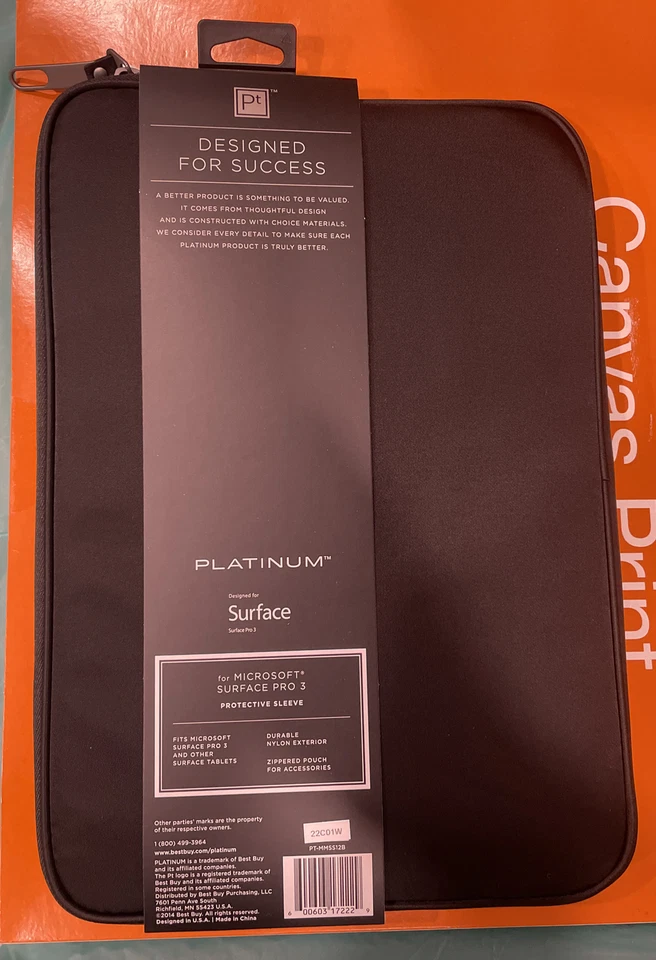 Pt™
DESIGNED
FOR SUCCESS
A BETTER PRODUCT IS SOMETHING TO BE VALUED.
IT COMES FROM THOUGHTFUL DESIGN
AND IS CONSTRUCTED WITH CHOICE MATERIALS.
WE CONSIDER EVERY DETAIL TO MAKE SURE EACH
PLATINUM PRODUCT IS TRULY BETTER.
PLATINUM™
Designed for
Surface
Surface Pro 3
for MICROSOFT®
SURFACE PRO 3
PROTECTIVE SLEEVE
FITS MICROSOFT
SURFACE PRO 3
AND OTHER
SURFACE TABLETS
DURABLE
NYLON EXTERIOR
ZIPPERED POUCH
FOR ACCESSORIES
Other parties' marks are the property
of their respective owners.
1 (800) 499-3964
www.bestbuy.com/platinum
PLATINUM is a trademark of Best Buy
and its affiliated companies.
The Pt logo is a registered trademark of
Best Buy and its affiliated companies.
Registered in some countries.
Distributed by Best Buy Purchasing, LLC
7601 Penn Ave South
Richfield, MN 55423 U.S.A.
©2014 Best Buy. All rights reserved.
Designed in U.S.A. | Made in China
22C01W
PT-MMSS12B
6 00603 17222 9
Canvas Print